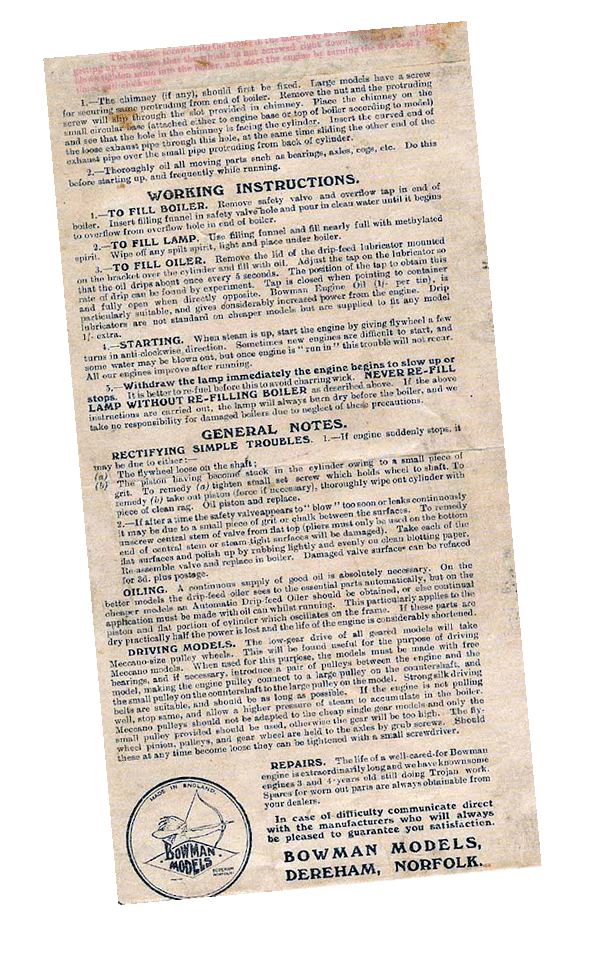 The whistle screws into the boiler in the same way as
getting up steam see that the whistle is not screwed right down.
then tighten same into the boiler, and start the engine by turning the flywheel a
times anti-clockwise.
1.—The chimney (if any), should first be fixed. Large models have a screw
for securing same protruding from end of boiler. Remove the nut and the protruding
screw will slip through the slot provided in chimney. Place the chimney on the
small circular base (attached either to engine base or top of boiler according to model)
and see that the hole in the chimney is facing the cylinder. Insert the curved end of
the loose exhaust pipe through this hole, at the same time sliding the other end of the
exhaust pipe over the small pipe protruding from back of cylinder.
2.—Thoroughly oil all moving parts such as bearings, axles, cogs, etc. Do this
before starting up, and frequently while running.
WORKING INSTRUCTIONS.
1.—TO FILL BOILER. Remove safety valve and overflow tap in end of
boiler. Insert filling funnel in safety valve hole and pour in clean water until it begins
to overflow from overflow hole in end of boiler.
2.—TO FILL LAMP. Use filling funnel and fill nearly full with methylated
spirit. Wipe off any spilt spirit, light and place under boiler.
3.—TO FILL OILER. Remove the lid of the drip-feed lubricator mounted
on the bracket over the cylinder and fill with oil. Adjust the tap on the lubricator so
that the oil drips about once every 5 seconds. The position of the tap to obtain this
rate of drip can be found by experiment. Tap is closed when pointing to container
and fully open when directly opposite. Bowman Engine Oil (1/- per tin), is
particularly suitable, and gives considerably increased power from the engine. Drip
lubricators are not standard on cheaper models but are supplied to fit any model
1/- extra.
4.—STARTING. When steam is up, start the engine by giving flywheel a few
turns in anti-clockwise direction. Sometimes new engines are difficult to start, and
some water may be blown out, but once engine is "run in" this trouble will not recur.
All our engines improve after running.
5.—Withdraw the lamp immediately the engine begins to slow up or
stops. It is better to re-fuel before this to avoid charring wick. NEVER RE-FILL
LAMP WITHOUT RE-FILLING BOILER as described above. If the above
instructions are carried out, the lamp will always burn dry before the boiler, and we
take no responsibility for damaged boilers due to neglect of these precautions.
GENERAL NOTES.
RECTIFYING SIMPLE TROUBLES. 1.—If engine suddenly stops, it
may be due to either:—
(a) The flywheel loose on the shaft;
(b) The piston having become stuck in the cylinder owing to a small piece of
grit. To remedy (a) tighten small set screw which holds wheel to shaft. To
remedy (b) take out piston (force if necessary), thoroughly wipe out cylinder with
piece of clean rag. Oil piston and replace.
2.—If after a time the safety valve appears to "blow" too soon or leaks continuously
it may be due to a small piece of grit or chalk between the surfaces. To remedy
unscrew central stem of valve from flat top (pliers must only be used on the bottom
end of central stem or steam-tight surfaces will be damaged). Take each of the
flat surfaces and polish up by rubbing lightly and evenly on clean blotting paper.
Re-assemble valve and replace in boiler. Damaged valve surface can be refaced
for 3d. plus postage.
OILING. A continuous supply of good oil is absolutely necessary. On the
better models the drip-feed oiler sees to the essential parts automatically, but on the
cheaper models an Automatic Drip-feed Oiler should be obtained, or else continual
application must be made with oil can whilst running. This particularly applies to the
piston and flat portion of cylinder which oscillates on the frame. If these parts are
dry practically half the power is lost and the life of the engine is considerably shortened.
DRIVING MODELS. The low-gear drive of all geared models will take
Meccano-size pulley wheels. This will be found useful for the purpose of driving
Meccano models. When used for this purpose, the models must be made with free
bearings, and if necessary, introduce a pair of pulleys between the engine and the
model, making the engine pulley connect to a large pulley on the countershaft, and
the small pulley on the countershaft to the large pulley on the model. Strong silk driving
belts are suitable, and should be as long as possible. If the engine is not pulling
well, stop same, and allow a higher pressure of steam to accumulate in the boiler.
Meccano pulleys should not be adapted to the cheap single gear models and only the
small pulley provided should be used, otherwise the gear will be too high. The fly-
wheel pinion, pulleys, and gear wheel are held to the axles by grub screw. Should
these at any time become loose they can be tightened with a small screwdriver.
REPAIRS. The life of a well-cared-for Bowman
engine is extraordinarily long and we have known some
engines 3 and 4 years old still doing Trojan work.
Spares for worn out parts are always obtainable from
your dealers.
In case of difficulty communicate direct
with the manufacturers who will always
be pleased to guarantee you satisfaction.
BOWMAN MODELS,
DEREHAM, NORFOLK.
MADE IN ENGLAND
BOWMAN
MODELS
DEREHAM
NORFOLK